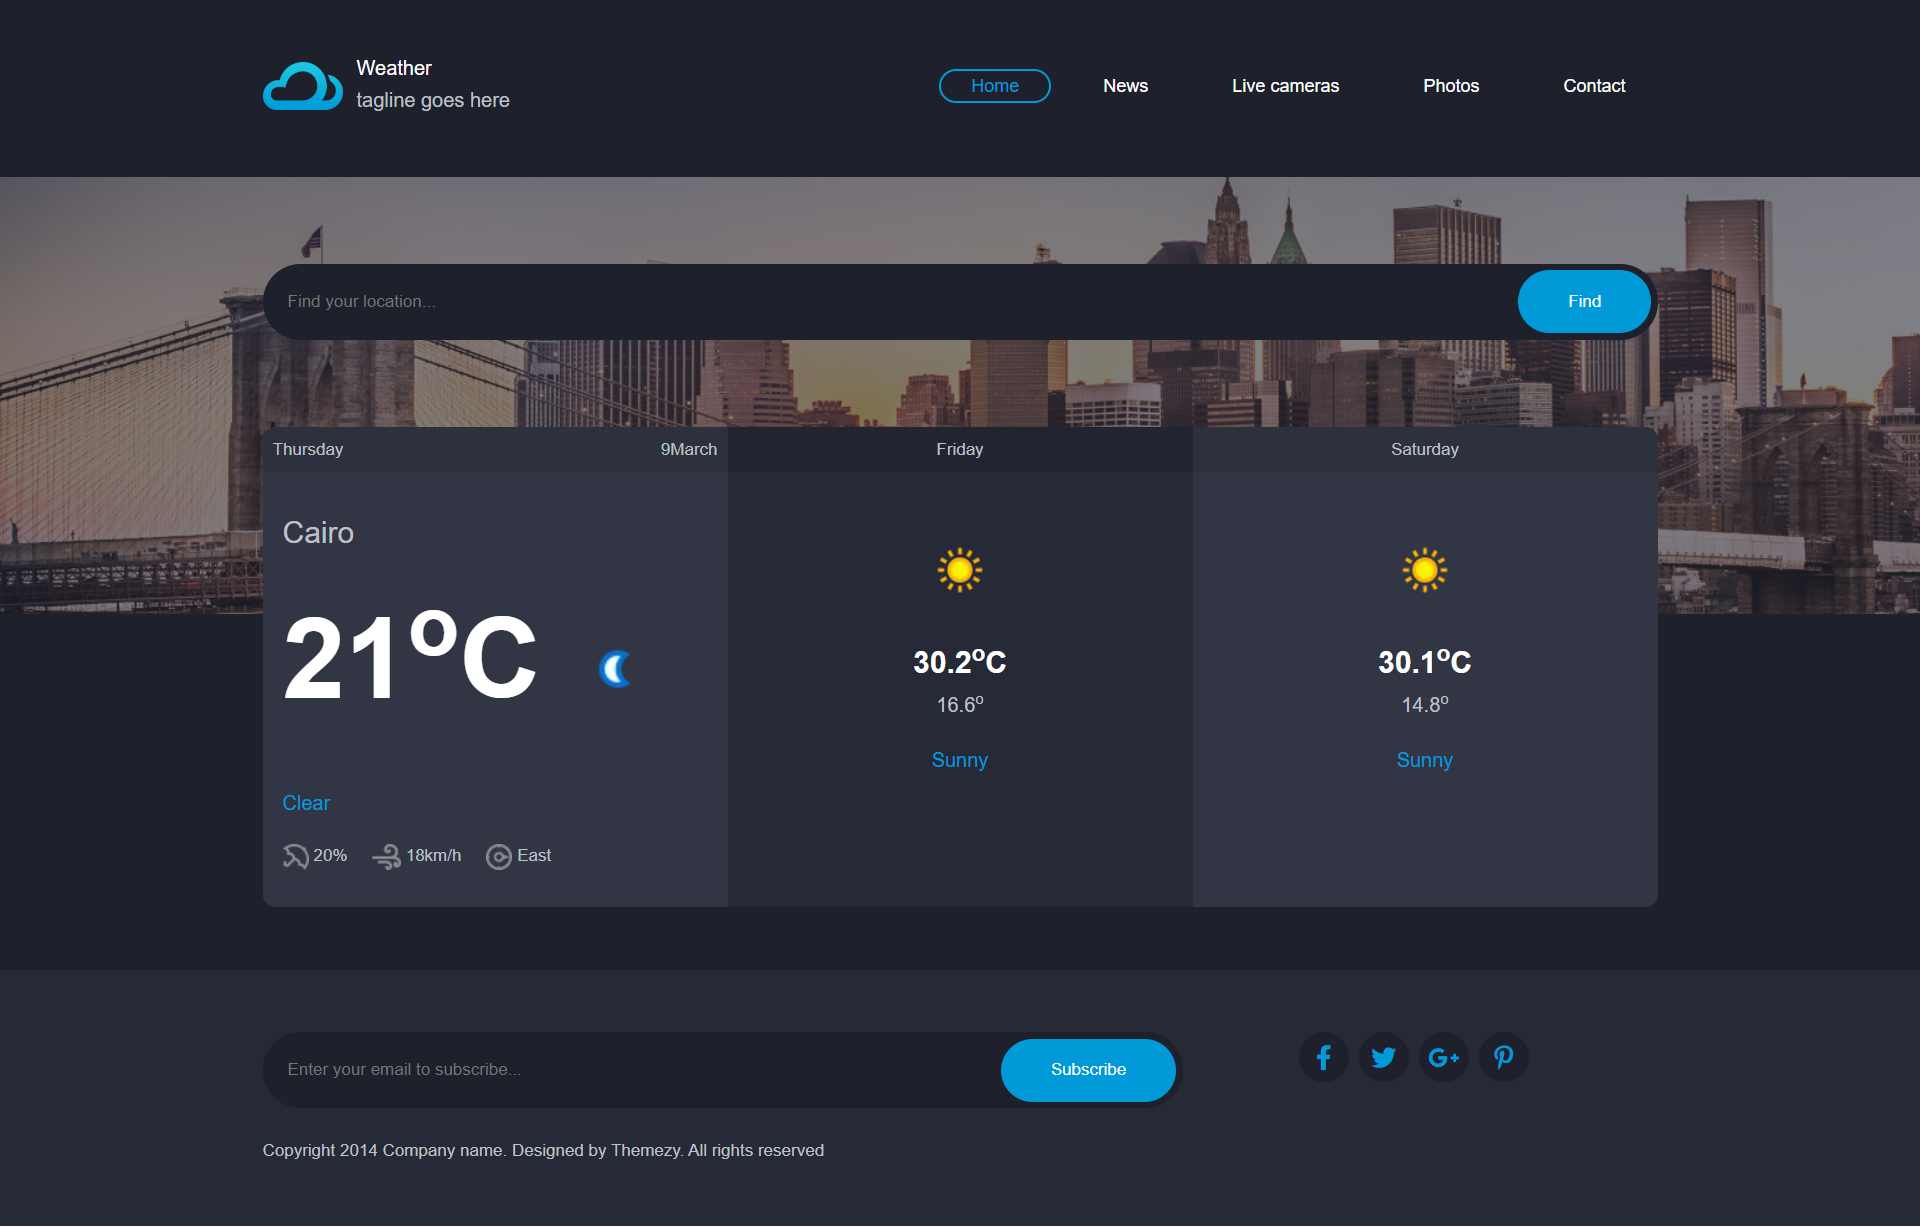 Weather
tagline goes here
Home
News
Live cameras
Photos
Contact
Find your location...
Find
Thursday
9March
Cairo
21°C
Clear
20%
18km/h
East
Friday
30.2°C
16.6°
Sunny
Saturday
30.1°C
14.8°
Sunny
Enter your email to subscribe...
Subscribe
Copyright 2014 Company name. Designed by Themezy. All rights reserved